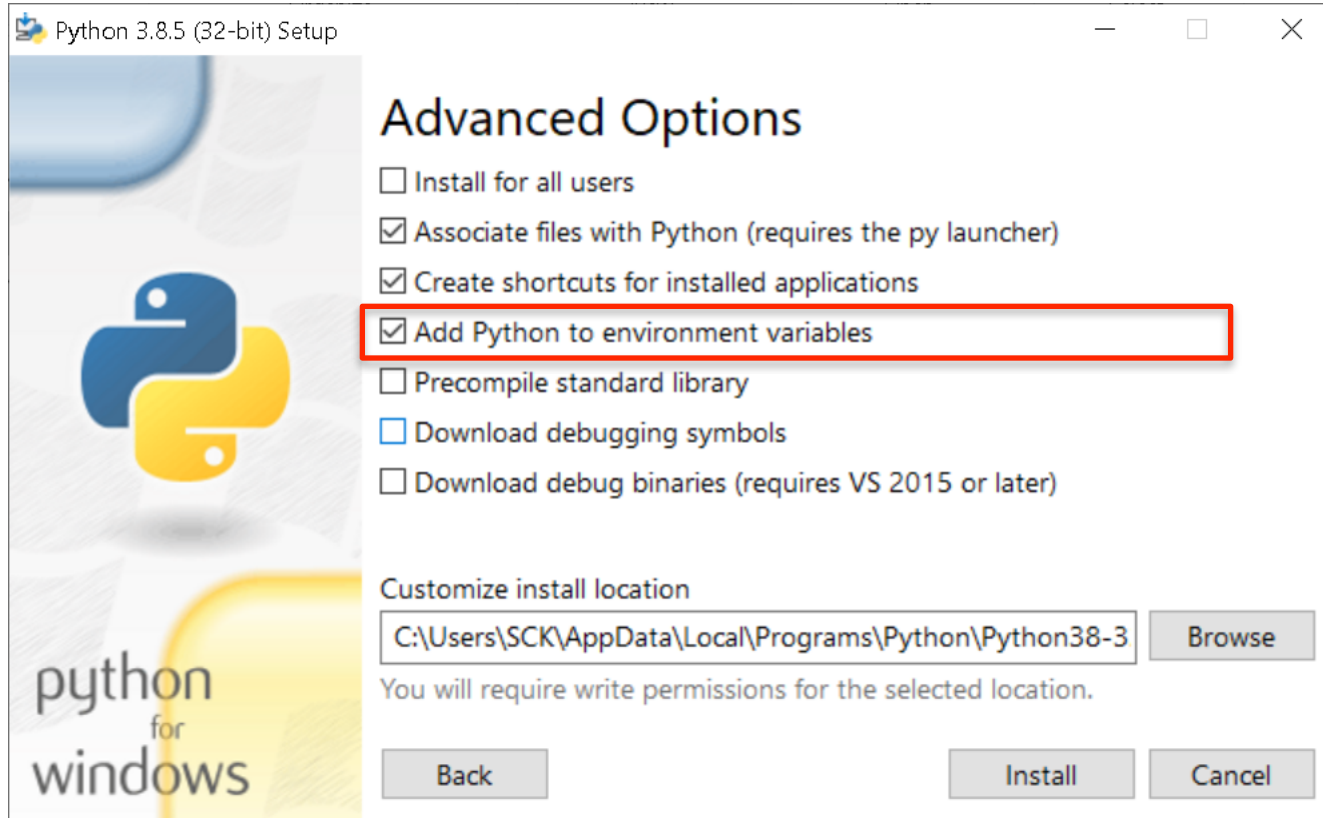 Python 3.8.5 (32-bit) Setup
Advanced Options
Install for all users
Associate files with Python (requires the py launcher)
Create shortcuts for installed applications
Add Python to environment variables
Precompile standard library
Download debugging symbols
Download debug binaries (requires VS 2015 or later)
Customize install location
C:\Users\SCK\AppData\Local\Programs\Python\Python38-3
Browse
You will require write permissions for the selected location.
python
for
windows
Back
Install
Cancel